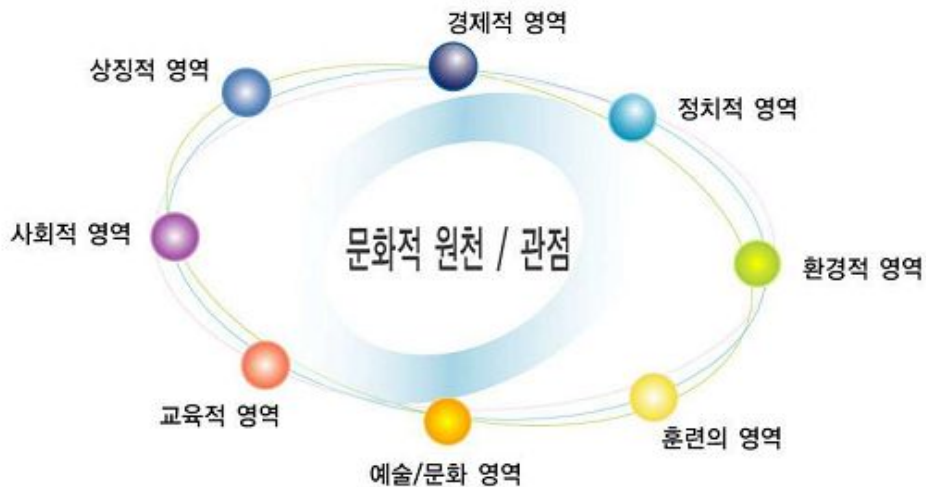 경제적 영역
상징적 영역
정치적 영역
사회적 영역
문화적 원천 / 관점
환경적 영역
교육적 영역
훈련의 영역
예술/문화 영역